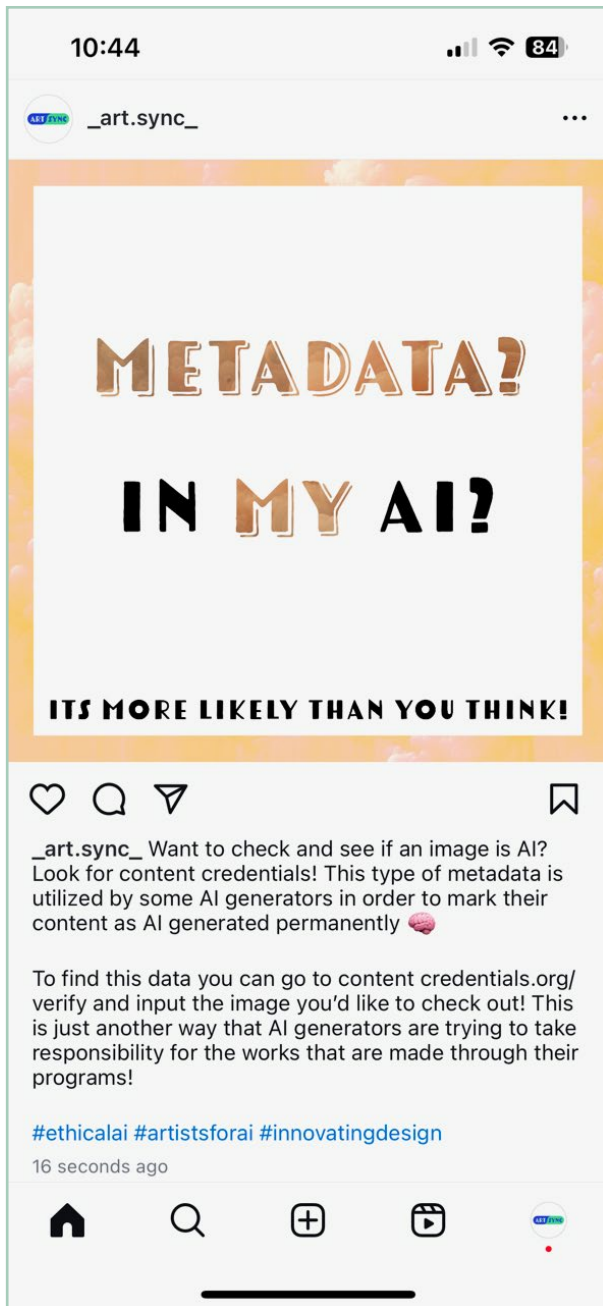 10:44
84
ART SYNC
_art.sync_
METADATA?
IN MY AI?
ITS MORE LIKELY THAN YOU THINK!
_art.sync_ Want to check and see if an image is AI?
Look for content credentials! This type of metadata is
utilized by some AI generators in order to mark their
content as AI generated permanently 🧠
To find this data you can go to content credentials.org/
verify and input the image you’d like to check out! This
is just another way that AI generators are trying to take
responsibility for the works that are made through their
programs!
#ethicalai #artistsforai #innovatingdesign
16 seconds ago
ART SYNC